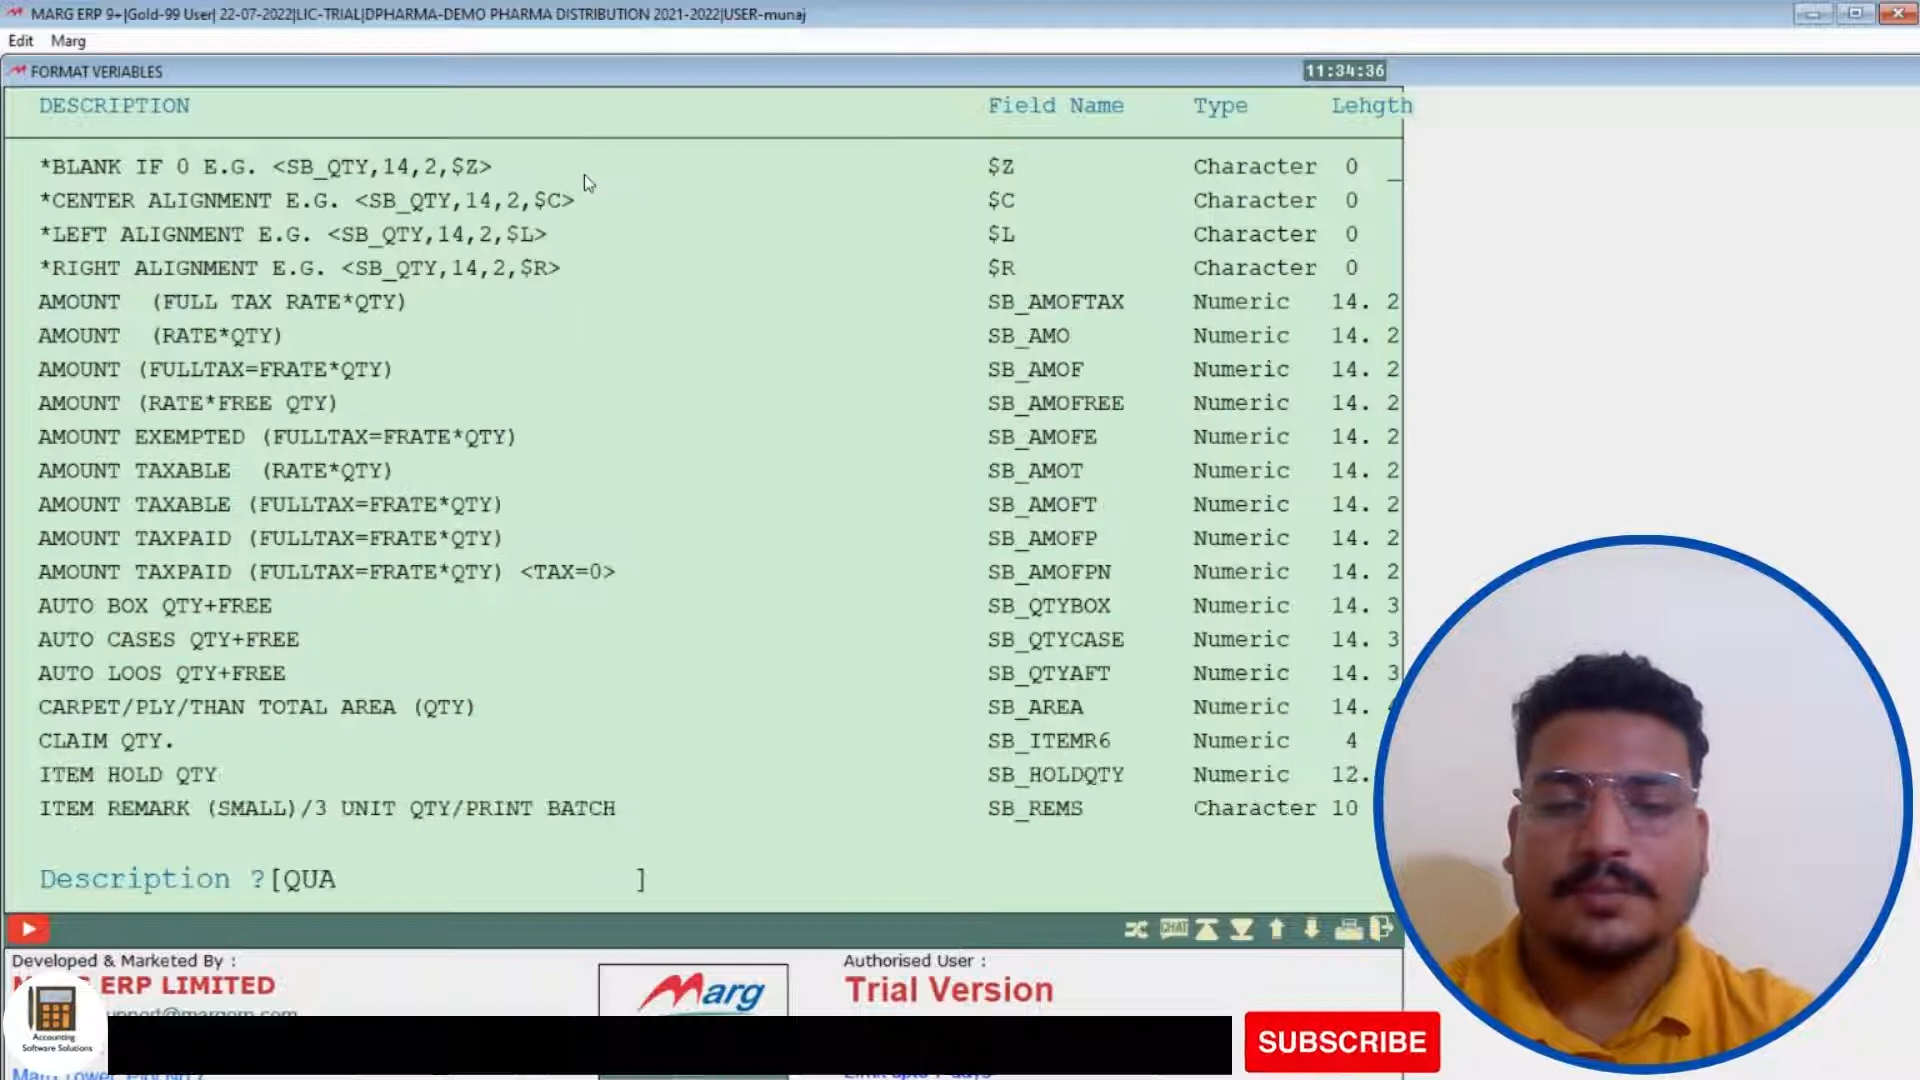 MARG ERP 9+|Gold-99 User| 22-07-2022|LIC-TRIAL|DPHARMA-DEMO PHARMA DISTRIBUTION 2021-2022|USER-munaj
Edit Marg
FORMAT VERIABLES 11:34:36
DESCRIPTION Field Name Type Lehgth
*BLANK IF 0 E.G. <SB_QTY,14,2,$Z> $Z Character 0
*CENTER ALIGNMENT E.G. <SB_QTY,14,2,$C> $C Character 0
*LEFT ALIGNMENT E.G. <SB_QTY,14,2,$L> $L Character 0
*RIGHT ALIGNMENT E.G. <SB_QTY,14,2,$R> $R Character 0
AMOUNT (FULL TAX RATE*QTY) SB_AMOFTAX Numeric 14. 2
AMOUNT (RATE*QTY) SB_AMO Numeric 14. 2
AMOUNT (FULLTAX=FRATE*QTY) SB_AMOF Numeric 14. 2
AMOUNT (RATE*FREE QTY) SB_AMOFREE Numeric 14. 2
AMOUNT EXEMPTED (FULLTAX=FRATE*QTY) SB_AMOFE Numeric 14. 2
AMOUNT TAXABLE (RATE*QTY) SB_AMOT Numeric 14. 2
AMOUNT TAXABLE (FULLTAX=FRATE*QTY) SB_AMOFT Numeric 14. 2
AMOUNT TAXPAID (FULLTAX=FRATE*QTY) SB_AMOFP Numeric 14. 2
AMOUNT TAXPAID (FULLTAX=FRATE*QTY) <TAX=0> SB_AMOFPN Numeric 14. 2
AUTO BOX QTY+FREE SB_QTYBOX Numeric 14. 3
AUTO CASES QTY+FREE SB_QTYCASE Numeric 14. 3
AUTO LOOS QTY+FREE SB_QTYAFT Numeric 14. 3
CARPET/PLY/THAN TOTAL AREA (QTY) SB_AREA Numeric 14.
CLAIM QTY. SB_ITEMR6 Numeric 4
ITEM HOLD QTY SB_HOLDQTY Numeric 12.
ITEM REMARK (SMALL)/3 UNIT QTY/PRINT BATCH SB_REMS Character 10
Description ?[QUA ]
CHAT
Developed & Marketed By :
ERP LIMITED
Marg
Authorised User :
Trial Version
Accounting
Software Solutions
SUBSCRIBE